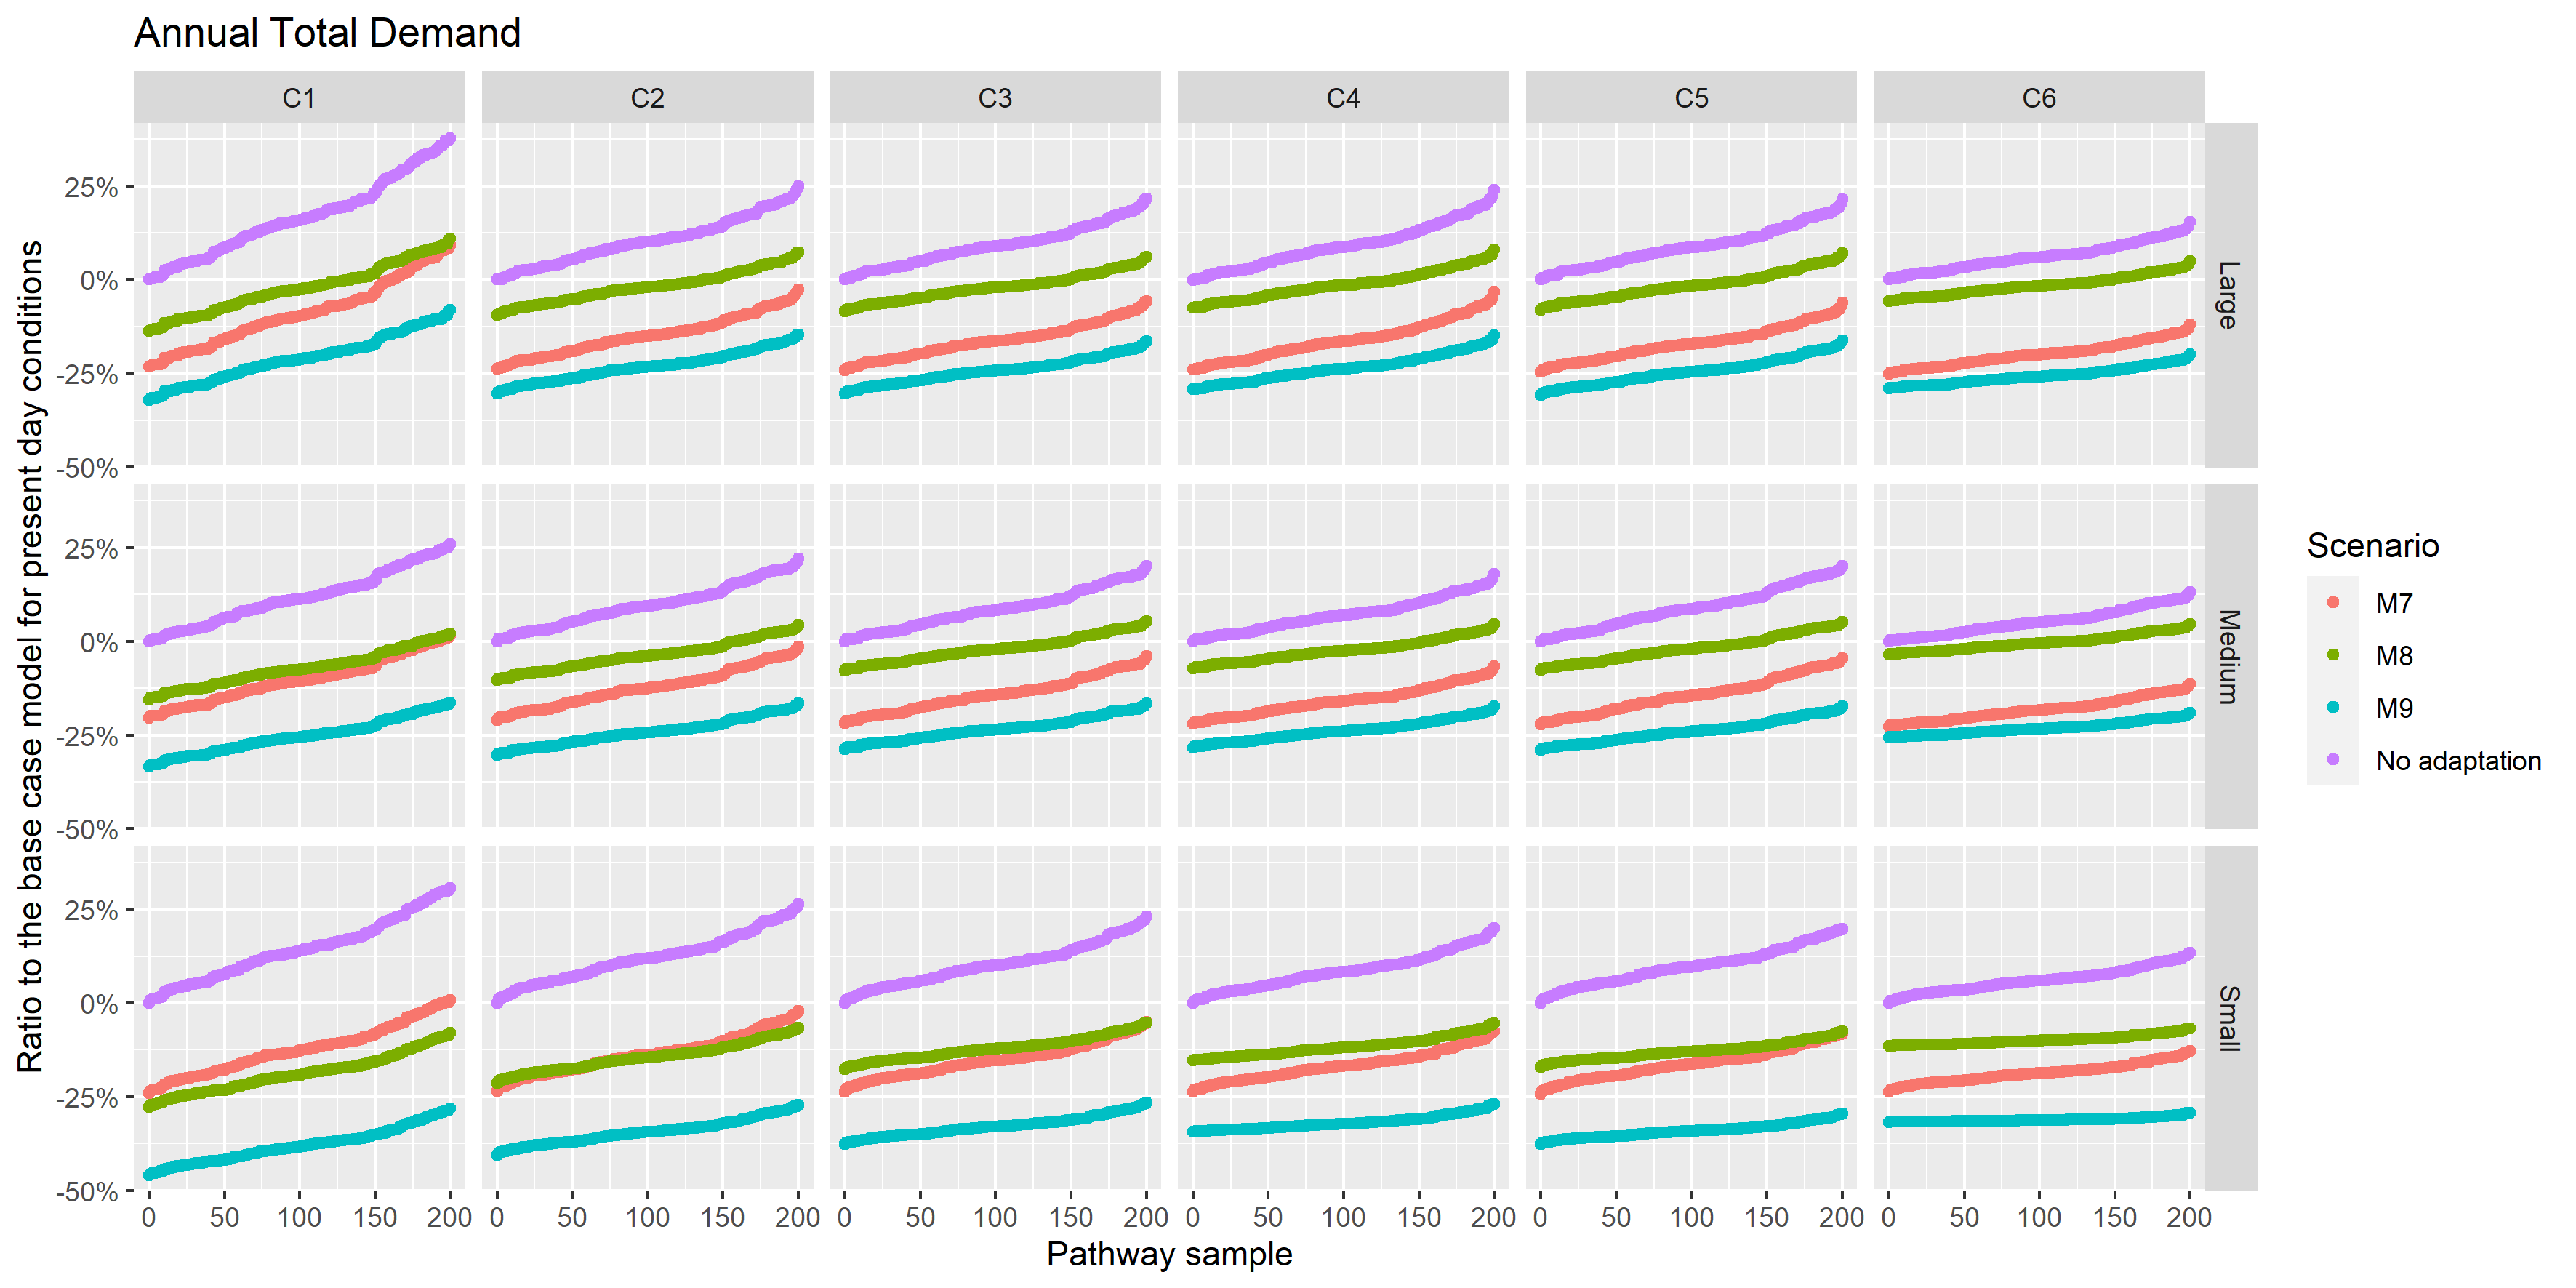 Annual Total Demand
C1 C2 C3 C4 C5 C6
Ratio to the base case model for present day conditions
25%
0%
-25%
-50%
Large
25%
0%
-25%
-50%
Medium
25%
0%
-25%
-50%
Small
0 50 100 150 200 0 50 100 150 200 0 50 100 150 200 0 50 100 150 200 0 50 100 150 200 0 50 100 150 200
Pathway sample
Scenario
M7
M8
M9
No adaptation